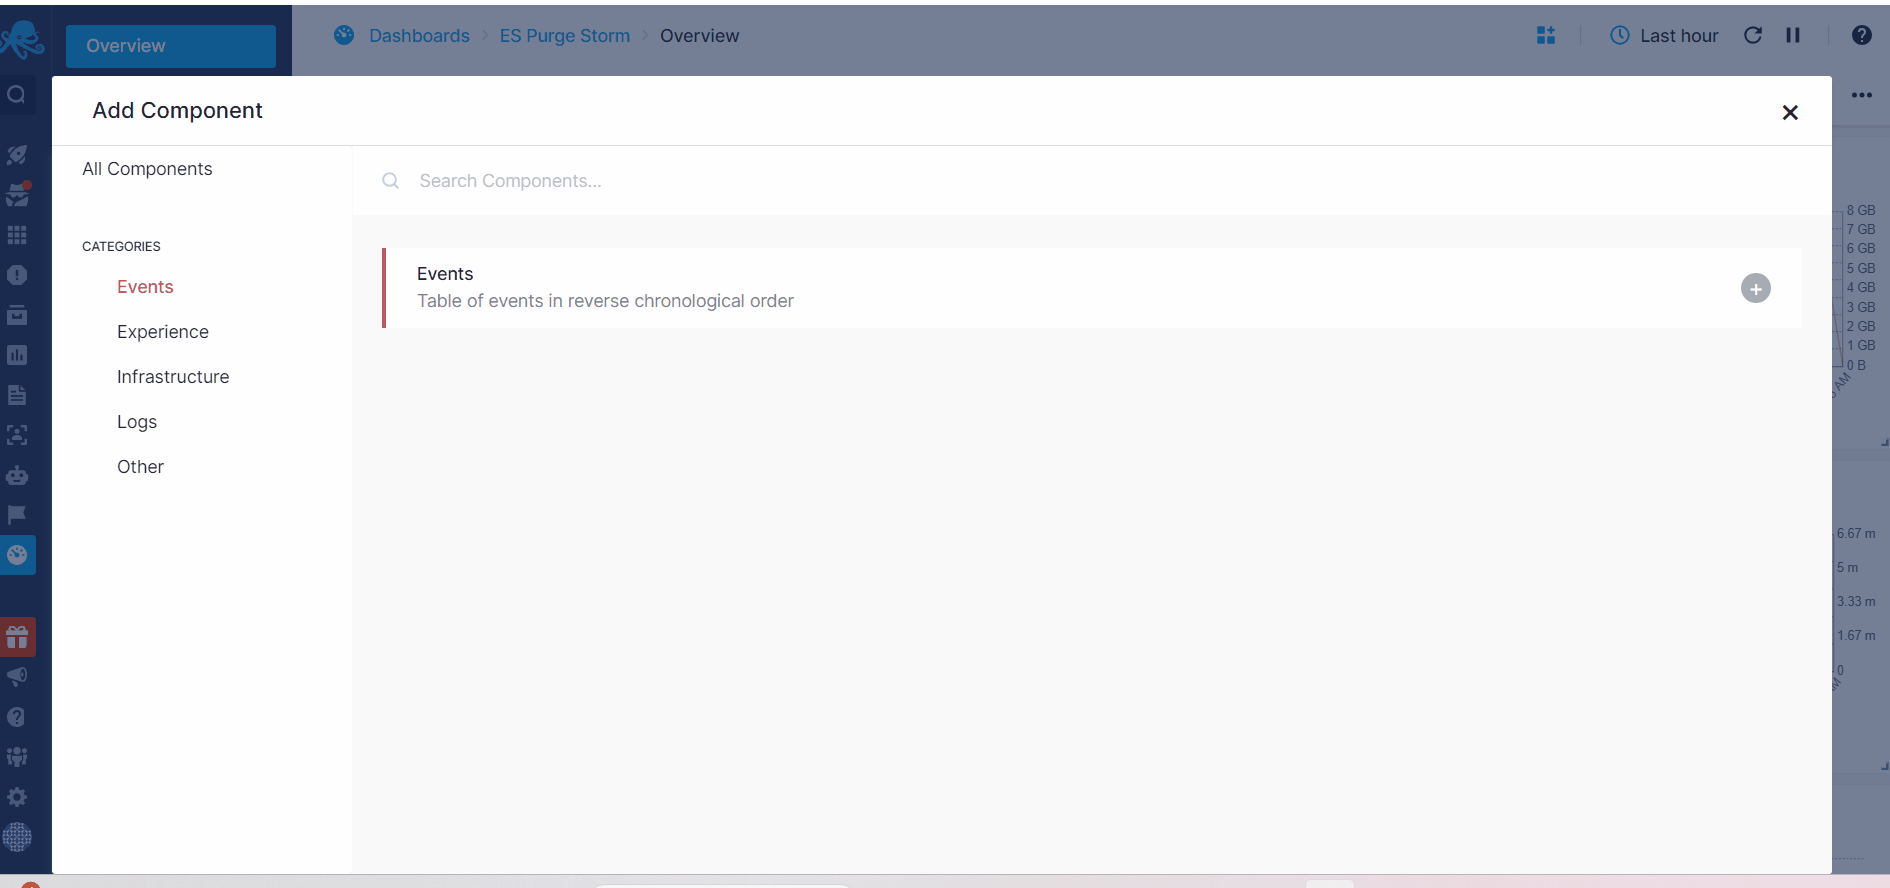 Overview
Dashboards > ES Purge Storm > Overview
Last hour
Add Component
All Components
Search Components...
CATEGORIES
Events
Experience
Infrastructure
Logs
Other
Events
Table of events in reverse chronological order
8 GB
7 GB
6 GB
5 GB
4 GB
3 GB
2 GB
1 GB
0 B
AM
6.67 m
5 m
3.33 m
1.67 m
0